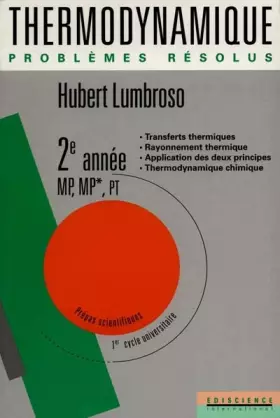 THERMODYNAMIQUE
PROBLÈMES RÉSOLUS
Hubert Lumbroso
2e année
MP, MP*, PT
• Transferts thermiques
• Rayonnement thermique
• Application des deux principes
• Thermodynamique chimique
Prépas scientifiques
1er cycle universitaire
EDISCIENCE
international